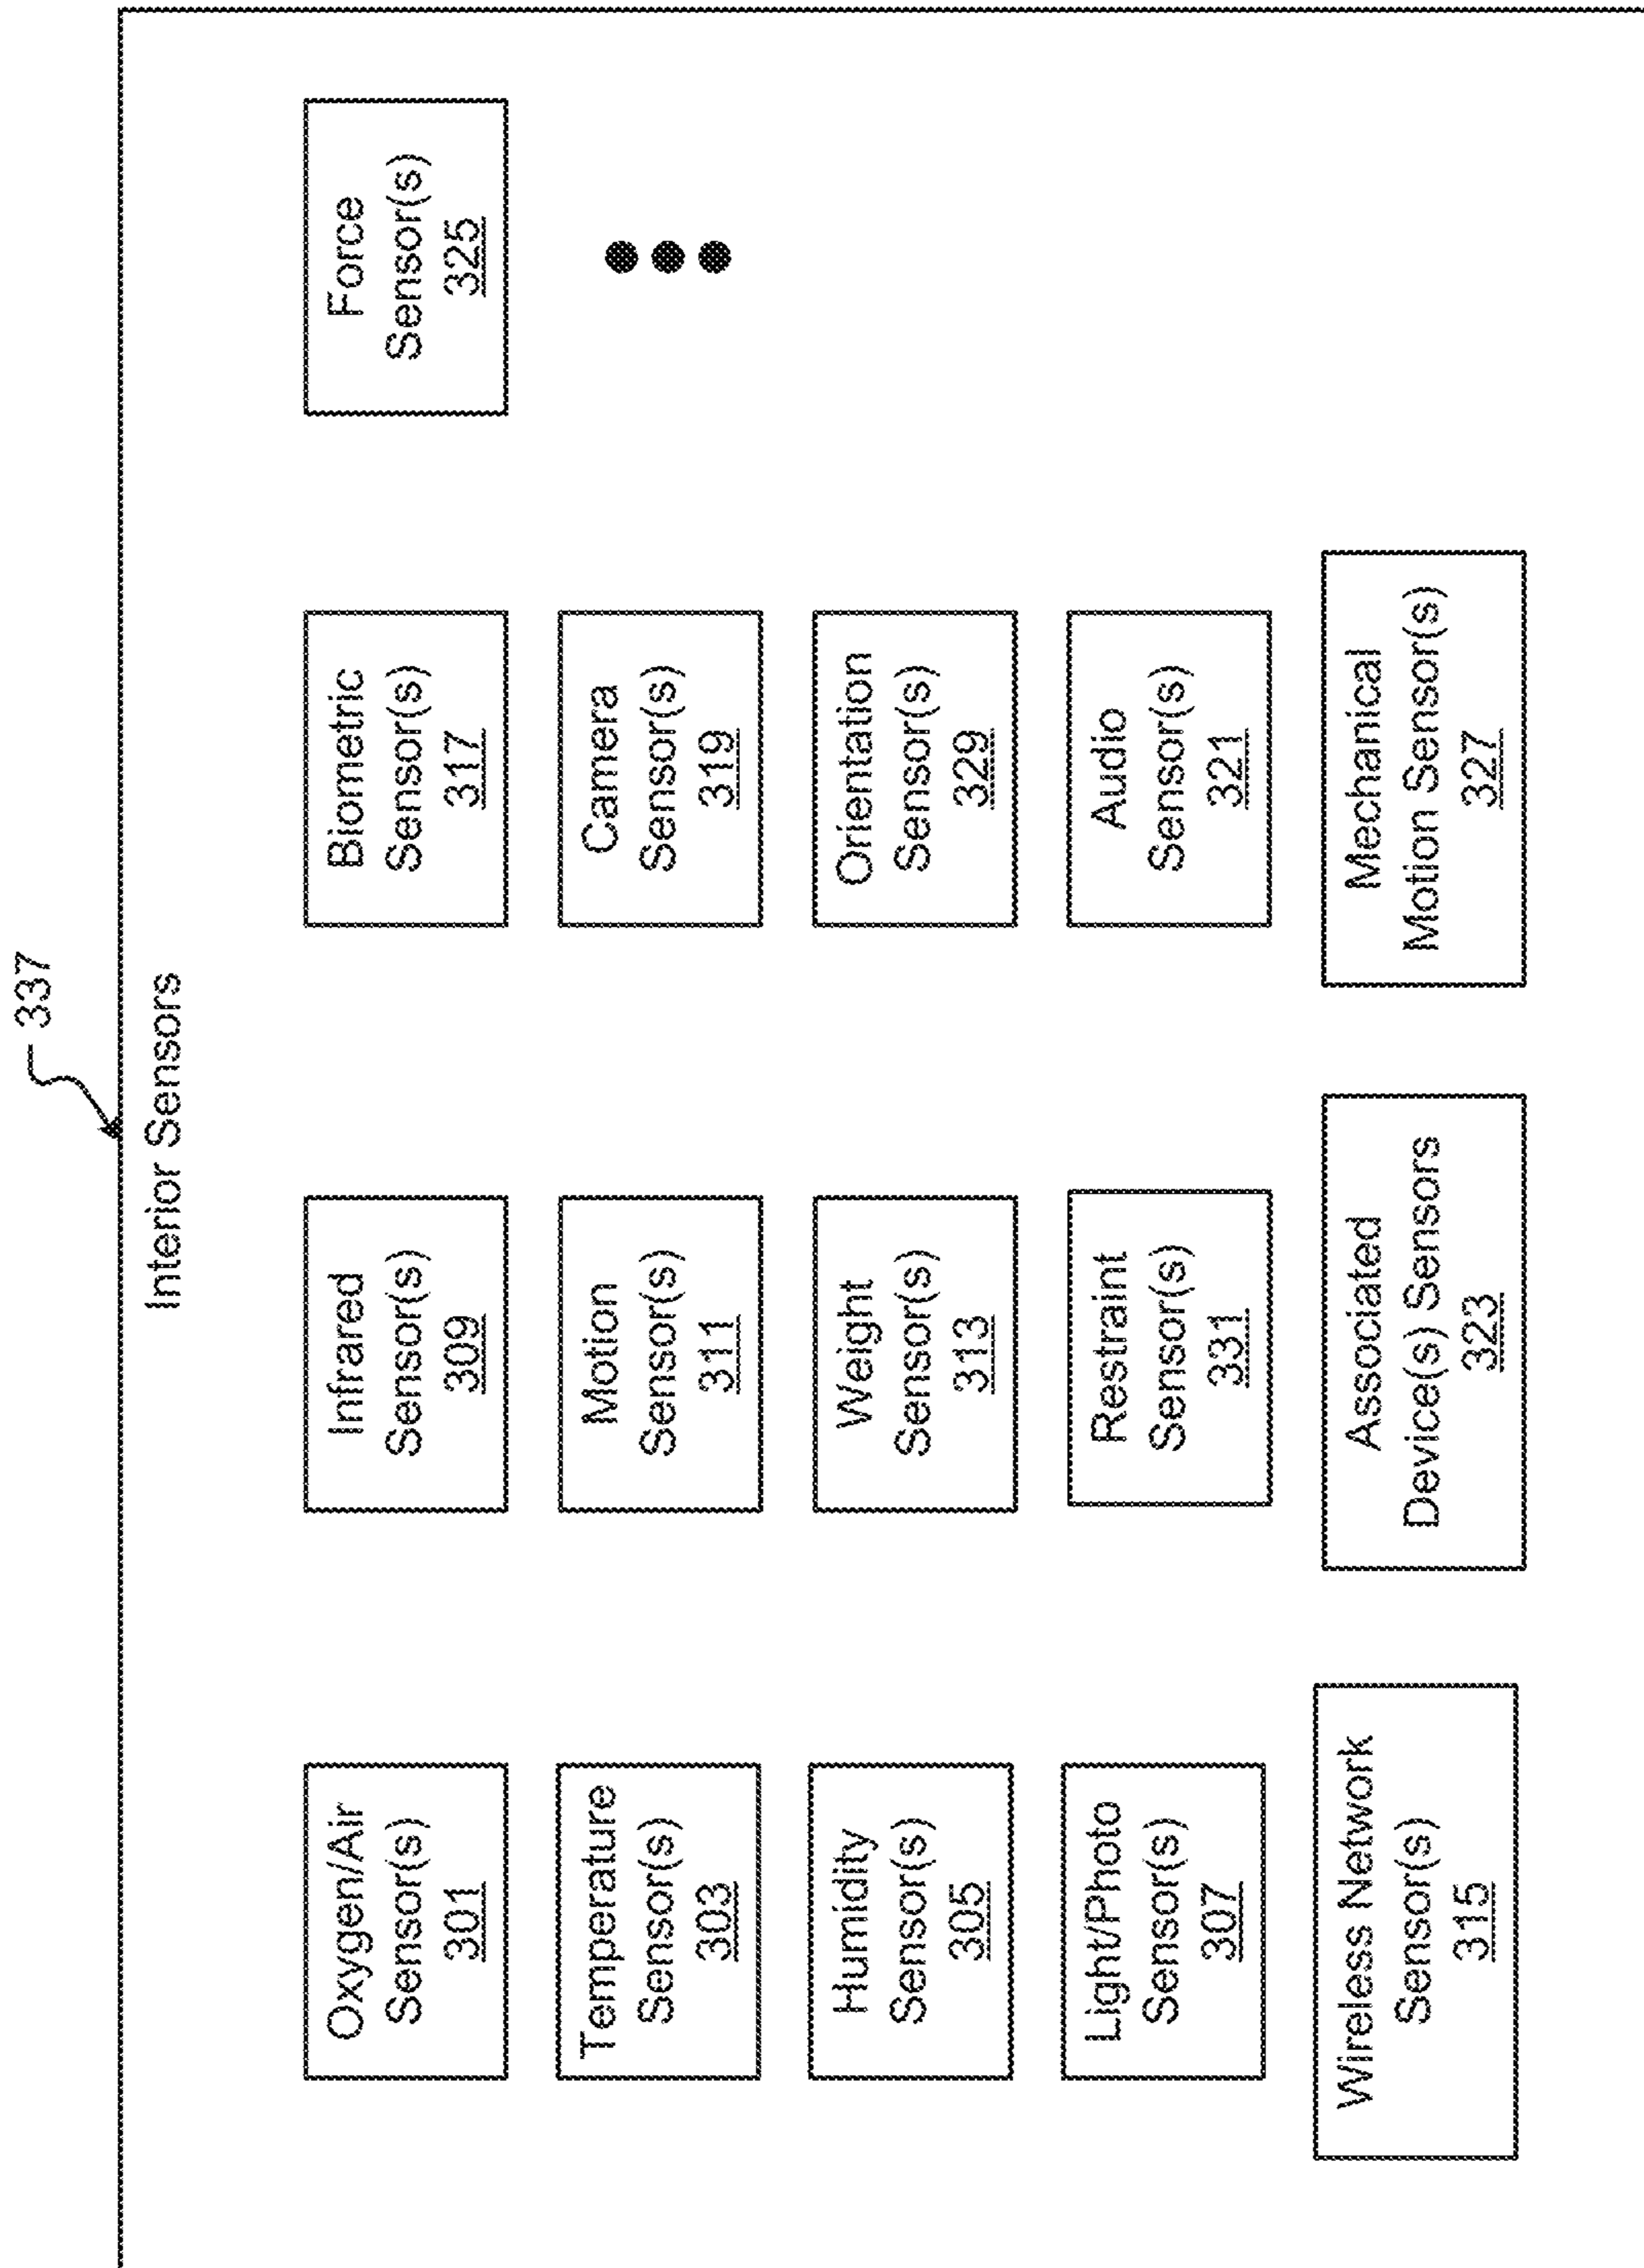 337
Interior Sensors
Oxygen/Air
Sensor(s)
301
Temperature
Sensor(s)
303
Humidity
Sensor(s)
305
Light/Photo
Sensor(s)
307
Wireless Network
Sensor(s)
315
Infrared
Sensor(s)
309
Motion
Sensor(s)
311
Weight
Sensor(s)
313
Restraint
Sensor(s)
331
Associated
Device(s) Sensors
323
Biometric
Sensor(s)
317
Camera
Sensor(s)
319
Orientation
Sensor(s)
329
Audio
Sensor(s)
321
Mechanical
Motion Sensor(s)
327
Force
Sensor(s)
325